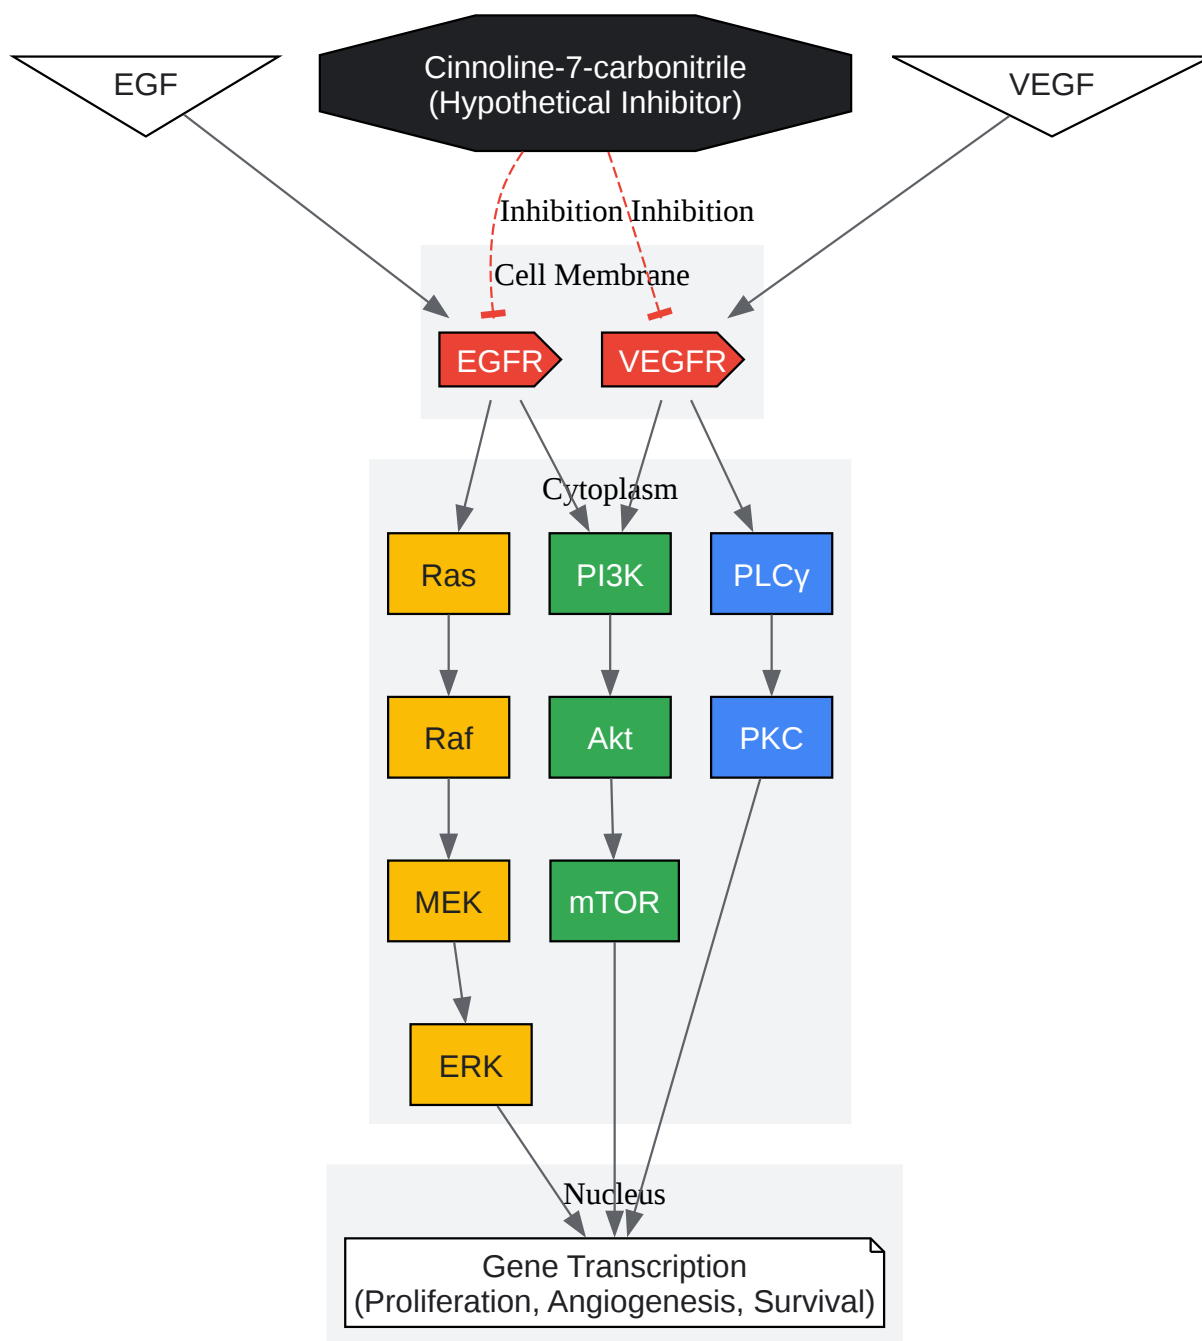 EGF
Cinnoline-7-carbonitrile
(Hypothetical Inhibitor)
VEGF
Inhibition
Inhibition
Cell Membrane
EGFR
VEGFR
Cytoplasm
Ras
PI3K
PLCγ
Raf
Akt
PKC
MEK
mTOR
ERK
Nucleus
Gene Transcription
(Proliferation, Angiogenesis, Survival)